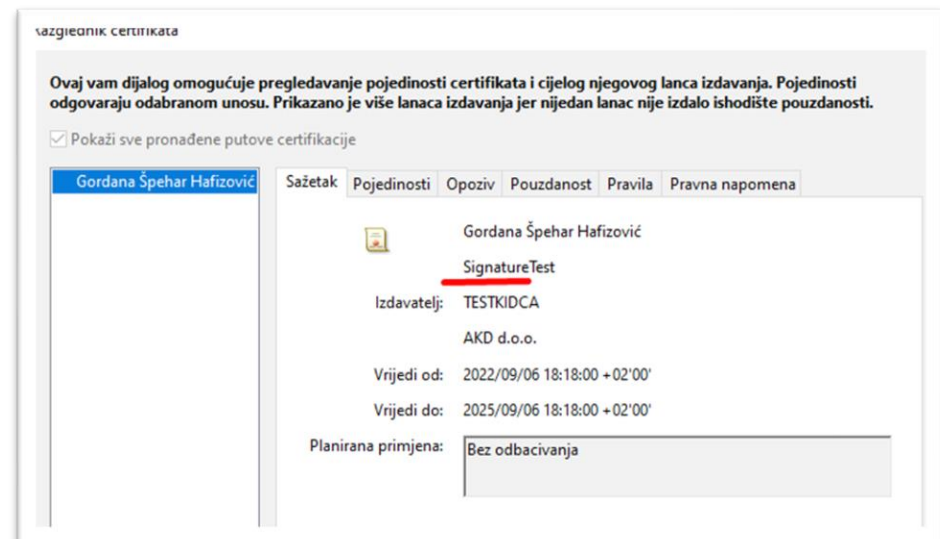 Razglednik certifikata
Ovaj vam dijalog omogućuje pregledavanje pojedinosti certifikata i cijelog njegovog lanca izdavanja. Pojedinosti
odgovaraju odabranom unosu. Prikazano je više lanaca izdavanja jer nijedan lanac nije izdalo ishodište pouzdanosti.
Pokaži sve pronađene putove certifikacije
Gordana Špehar Hafizović
Sažetak Pojedinosti Opoziv Pouzdanost Pravila Pravna napomena
Gordana Špehar Hafizović
SignatureTest
Izdavatelj: TESTKIDCA
AKD d.o.o.
Vrijedi od: 2022/09/06 18:18:00 +02'00'
Vrijedi do: 2025/09/06 18:18:00 +02'00'
Planirana primjena: Bez odbacivanja